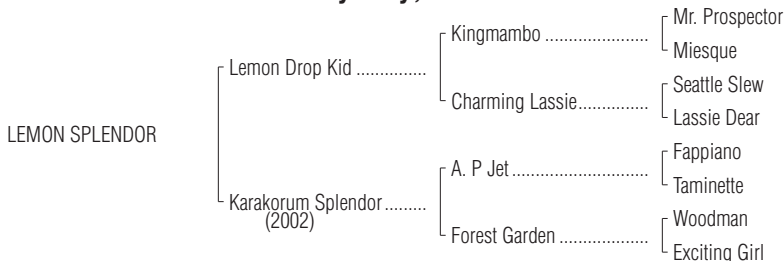 Mr. Prospector
Kingmambo ......................
Miesque
Lemon Drop Kid ...............
Seattle Slew
Charming Lassie...............
Lassie Dear
LEMON SPLENDOR
Fappiano
A. P Jet .............................
Taminette
Karakorum Splendor .........
(2002)
Woodman
Forest Garden ...................
Exciting Girl